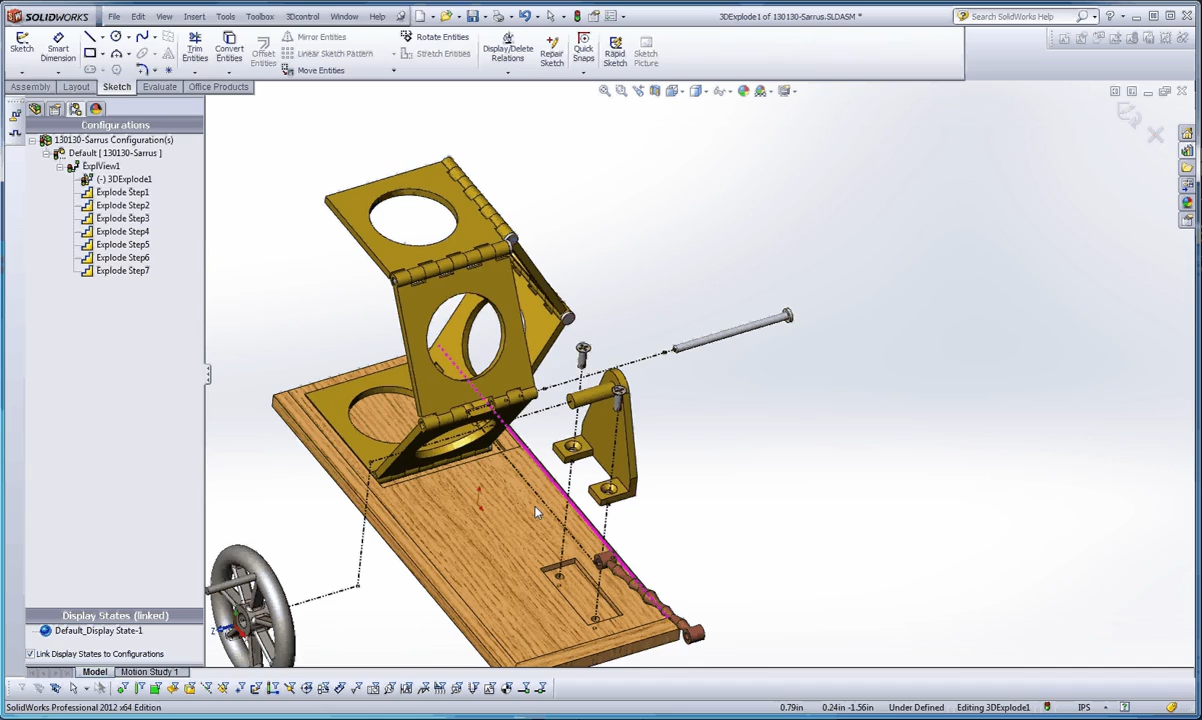 SOLIDWORKS File Edit View Insert Tools Toolbox 3Dcontrol Window Help
3DExplode1 of 130130-Sarrus.SLDASM *
Search SolidWorks Help
Sketch
Smart Dimension
Trim Entities
Convert Entities
Offset Entities
Mirror Entities
Linear Sketch Pattern
Move Entities
Display/Delete Relations
Repair Sketch
Quick Snaps
Rotate Entities
Stretch Entities
Rapid Sketch
Sketch Picture
Assembly Layout Sketch Evaluate Office Products
Configurations
130130-Sarrus Configuration(s)
Default [ 130130-Sarrus ]
ExplView1
(-) 3DExplode1
Explode Step1
Explode Step2
Explode Step3
Explode Step4
Explode Step5
Explode Step6
Explode Step7
Z
Display States (linked)
Default_Display State-1
Link Display States to Configurations
Model Motion Study 1
SolidWorks Professional 2012 x64 Edition
0.79in 0.24in -1.56in Under Defined Editing 3DExplode1 IPS